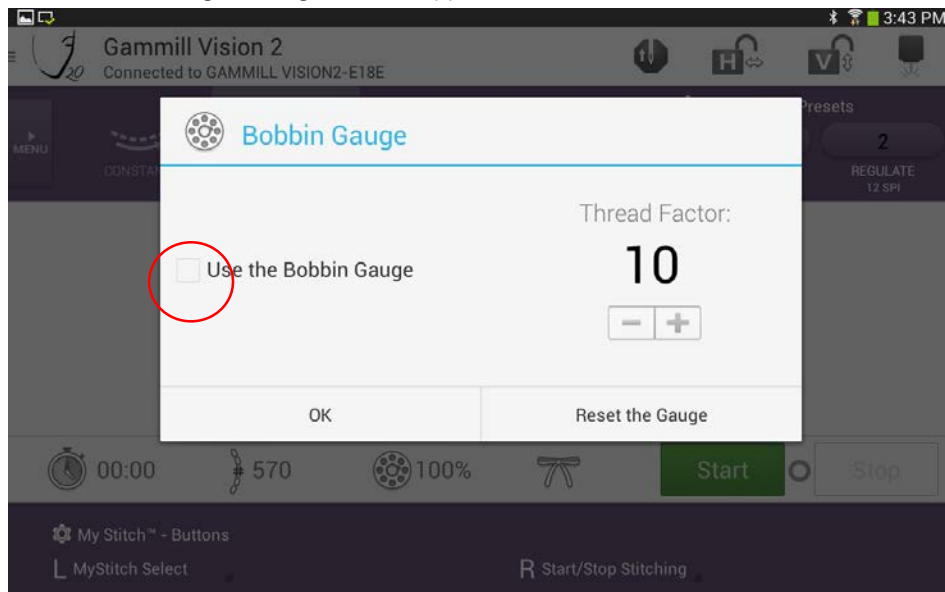 3:43 PM
Gammill Vision 2
20
Connected to GAMMILL VISION2-E18E
H
V
Presets
MENU
Bobbin Gauge
2
CONSTA
REGULATE
12 SPI
Thread Factor:
Use the Bobbin Gauge
10
− +
OK
Reset the Gauge
00:00
570
100%
Start
Stop
My Stitch™ - Buttons
L MyStitch Select
R Start/Stop Stitching